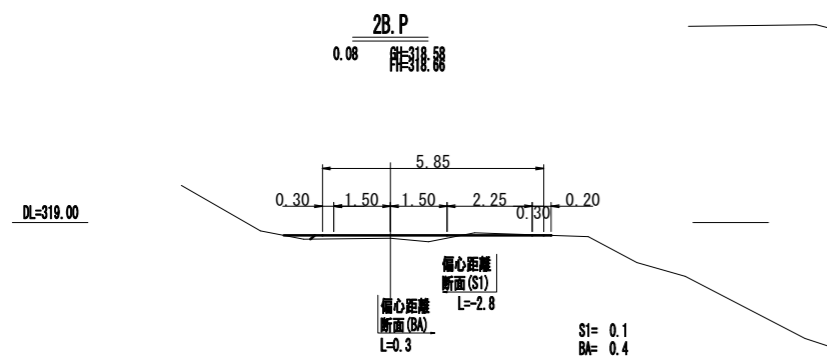 2B.P
0.08 GH=318.58
FH=318.66
5.85
0.30 1.50 1.50 2.25 0.30 0.20
DL=319.00
偏心距離
断面(S1)
L=-2.8
偏心距離
断面(BA)
L=0.3
S1= 0.1
BA= 0.4